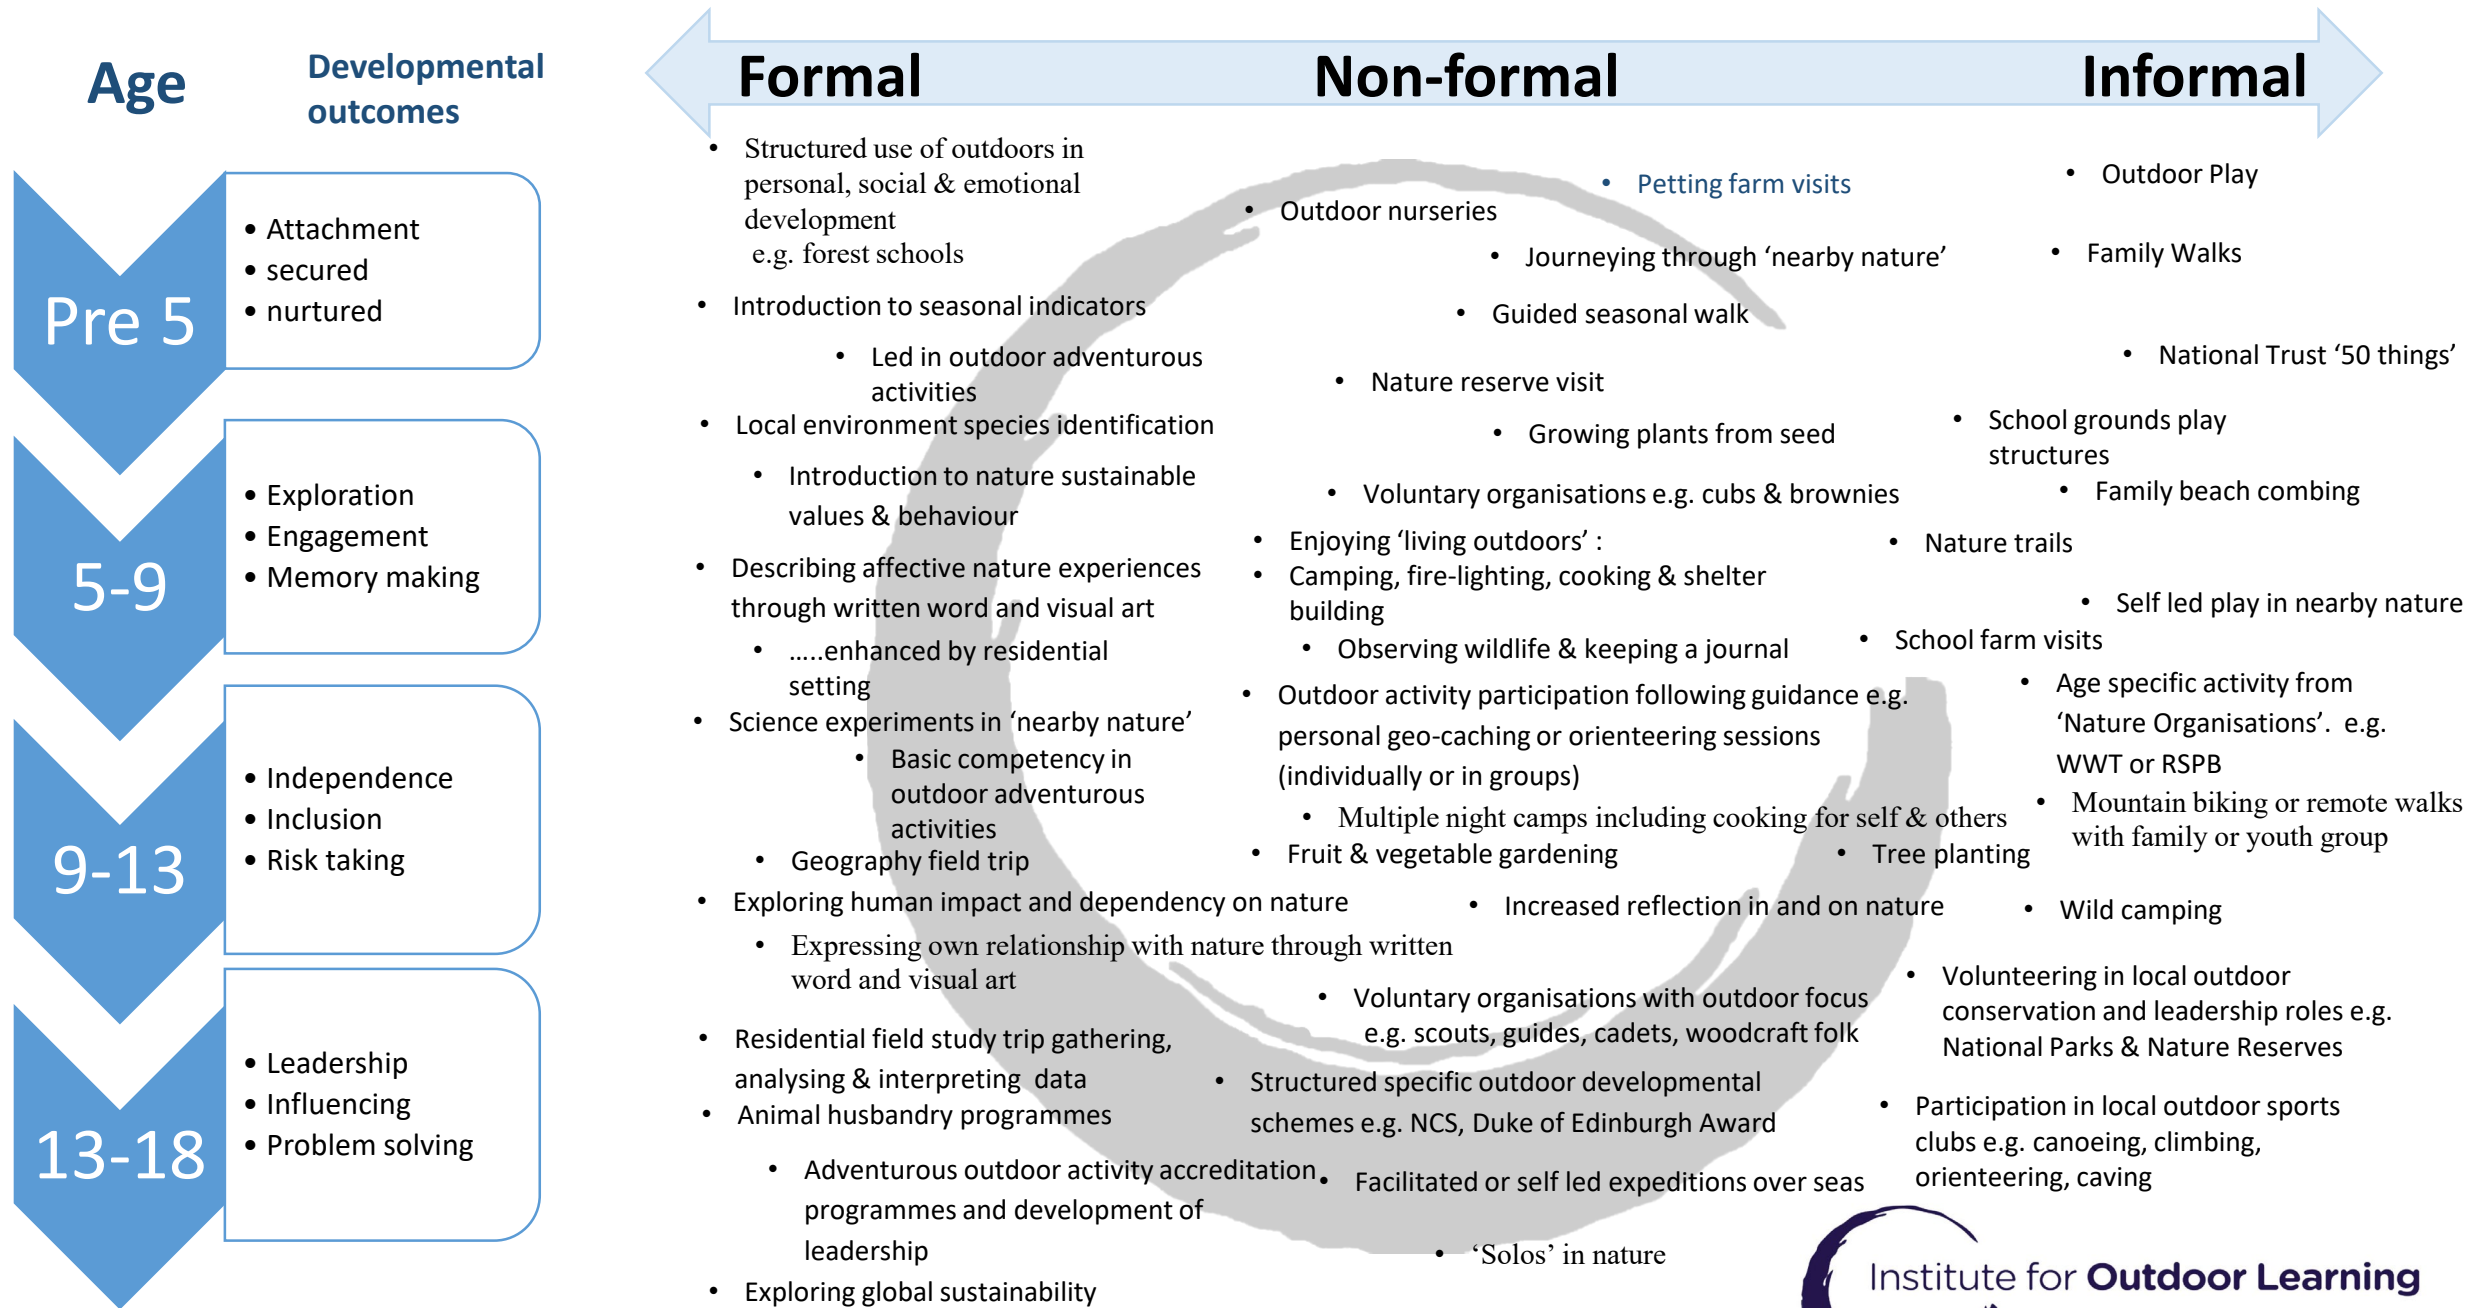 Age
Developmental
outcomes
Formal
Non-formal
Informal
Pre 5
• Attachment
• secured
• nurtured
5-9
• Exploration
• Engagement
• Memory making
9-13
• Independence
• Inclusion
• Risk taking
13-18
• Leadership
• Influencing
• Problem solving
• Structured use of outdoors in
personal, social & emotional
development
e.g. forest schools
• Introduction to seasonal indicators
• Led in outdoor adventurous
activities
• Local environment species identification
• Introduction to nature sustainable
values & behaviour
• Describing affective nature experiences
through written word and visual art
• .....enhanced by residential
setting
• Science experiments in ‘nearby nature’
• Basic competency in
outdoor adventurous
activities
• Geography field trip
• Exploring human impact and dependency on nature
• Expressing own relationship with nature through written
word and visual art
• Residential field study trip gathering,
analysing & interpreting data
• Animal husbandry programmes
• Adventurous outdoor activity accreditation
programmes and development of
leadership
• Exploring global sustainability
• Petting farm visits
• Outdoor nurseries
• Journeying through ‘nearby nature’
• Guided seasonal walk
• Nature reserve visit
• Growing plants from seed
• Voluntary organisations e.g. cubs & brownies
• Enjoying ‘living outdoors’ :
• Camping, fire-lighting, cooking & shelter
building
• Observing wildlife & keeping a journal
• Outdoor activity participation following guidance e.g.
personal geo-caching or orienteering sessions
(individually or in groups)
• Multiple night camps including cooking for self & others
• Fruit & vegetable gardening
• Tree planting
• Increased reflection in and on nature
• Voluntary organisations with outdoor focus
e.g. scouts, guides, cadets, woodcraft folk
• Structured specific outdoor developmental
schemes e.g. NCS, Duke of Edinburgh Award
• Facilitated or self led expeditions over seas
• ‘Solos’ in nature
• Outdoor Play
• Family Walks
• National Trust ‘50 things’
• School grounds play
structures
• Family beach combing
• Nature trails
• Self led play in nearby nature
• School farm visits
• Age specific activity from
‘Nature Organisations’. e.g.
WWT or RSPB
• Mountain biking or remote walks
with family or youth group
• Wild camping
• Volunteering in local outdoor
conservation and leadership roles e.g.
National Parks & Nature Reserves
• Participation in local outdoor sports
clubs e.g. canoeing, climbing,
orienteering, caving
Institute for Outdoor Learning